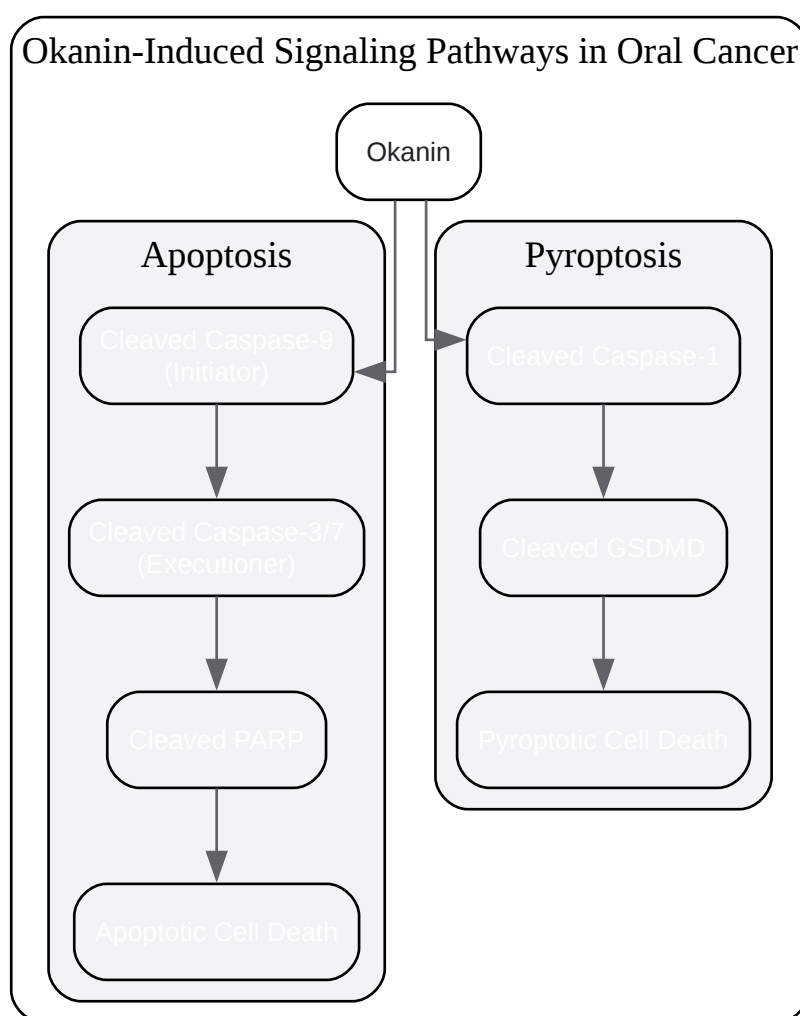 Okanin-Induced Signaling Pathways in Oral Cancer
Okanin
Apoptosis
Cleaved Caspase-9
(Initiator)
Cleaved Caspase-3/7
(Executioner)
Cleaved PARP
Apoptotic Cell Death
Pyroptosis
Cleaved Caspase-1
Cleaved GSDMD
Pyroptotic Cell Death